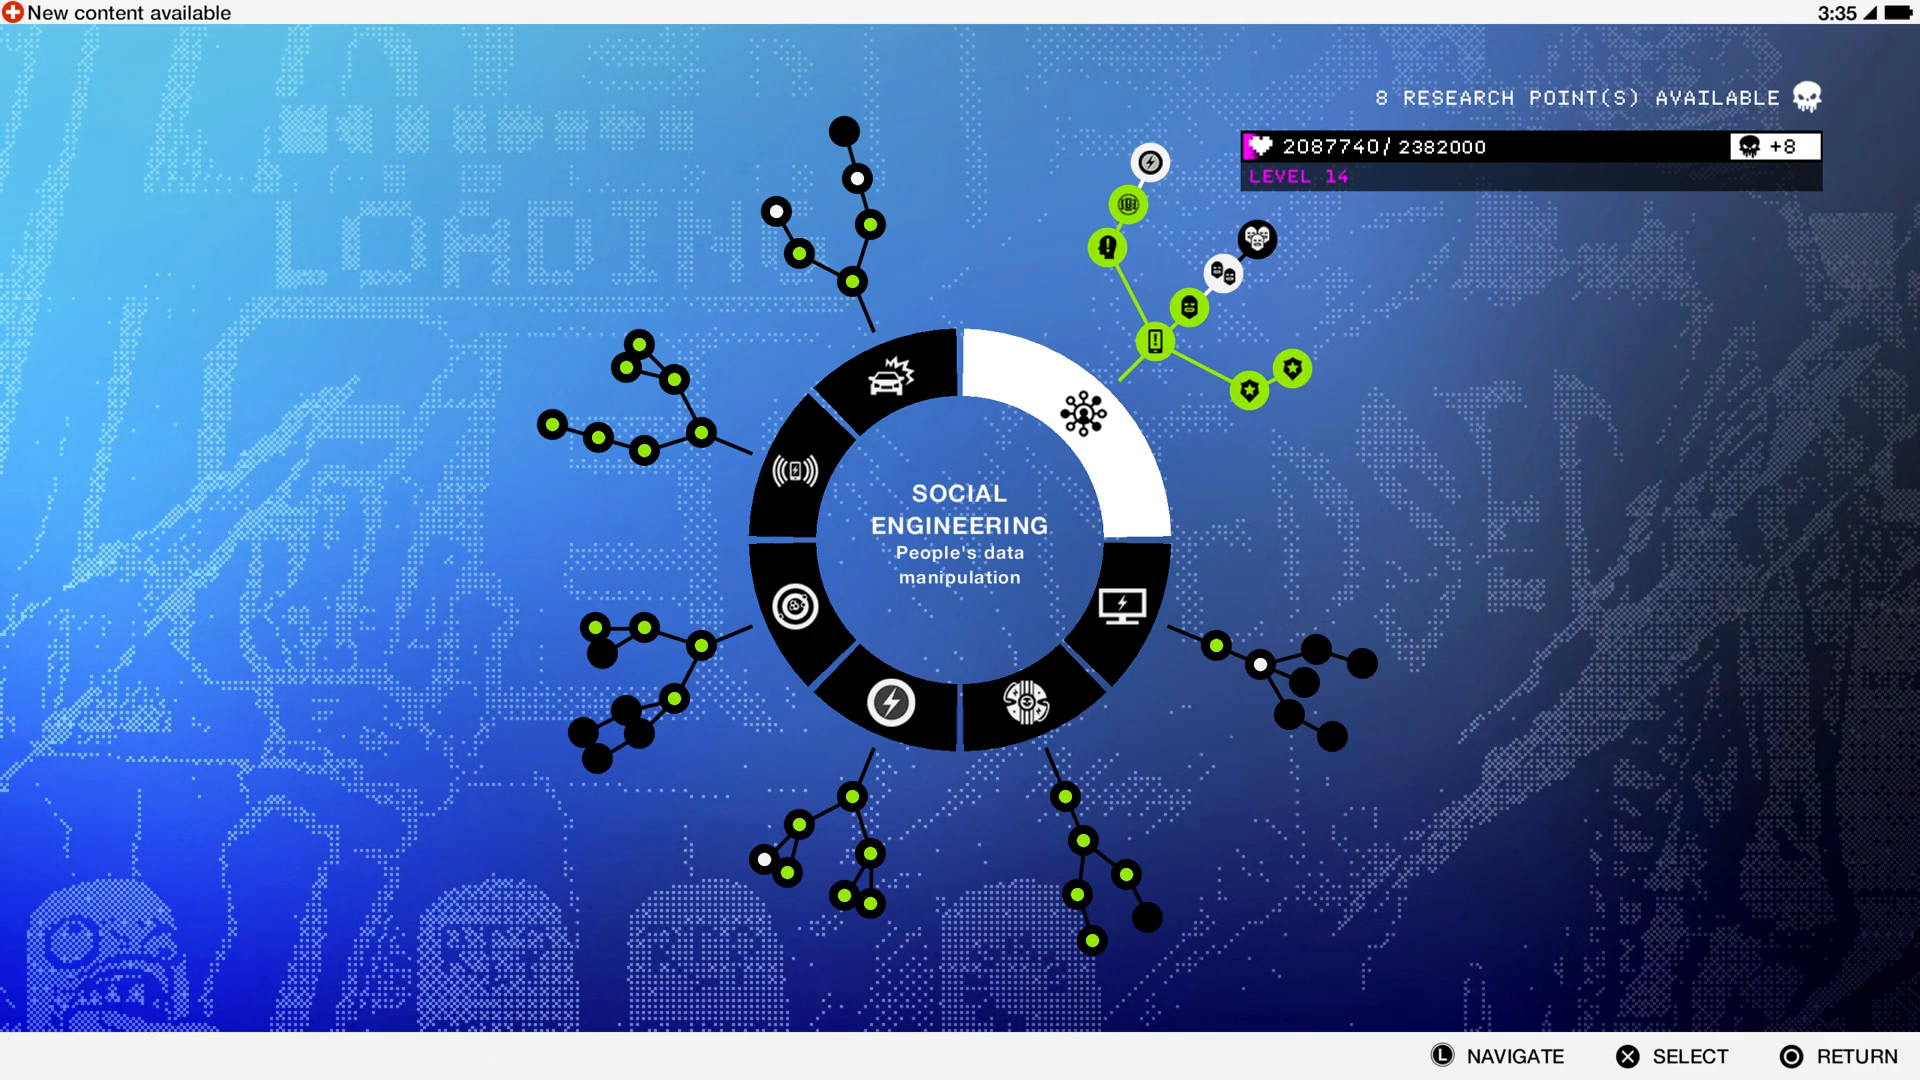 New content available
3:35
8 RESEARCH POINT(S) AVAILABLE
2087740/ 2382000
+8
LEVEL 14
LOADING
SOCIAL
ENGINEERING
People's data
manipulation
L NAVIGATE
SELECT
RETURN